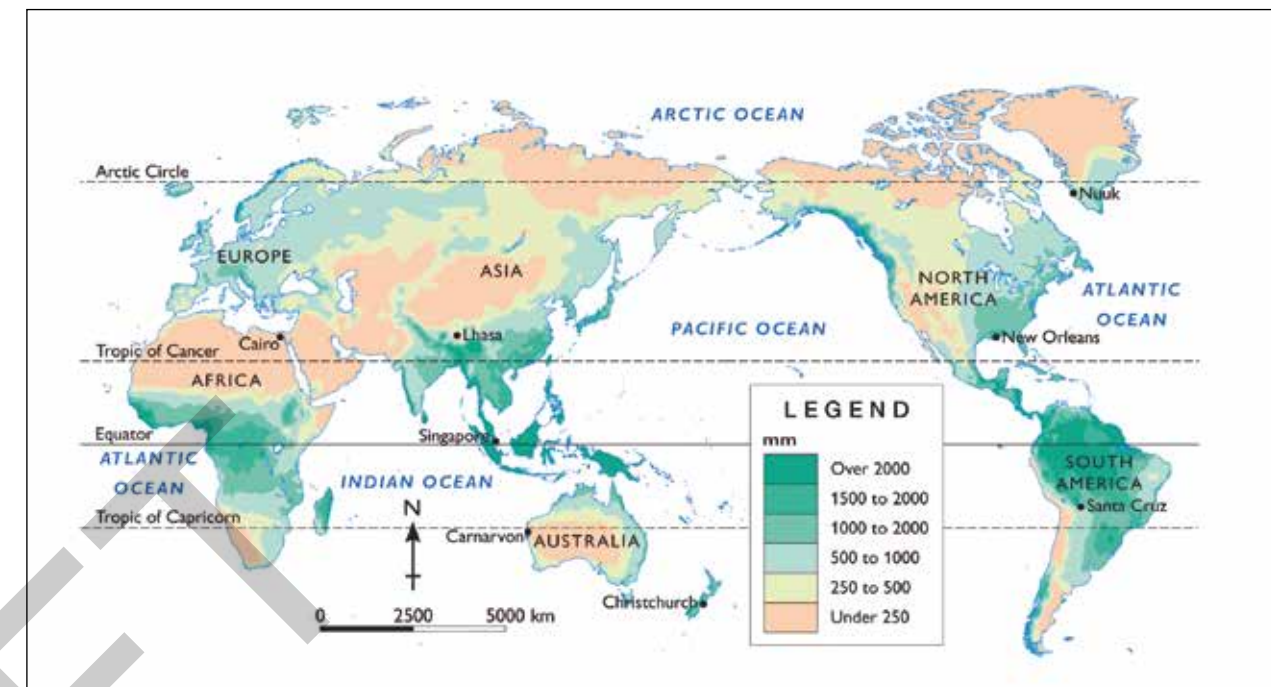 ARCTIC OCEAN
Arctic Circle
Nuuk
EUROPE
ASIA
NORTH
AMERICA
ATLANTIC
OCEAN
PACIFIC OCEAN
Lhasa
New Orleans
Cairo
Tropic of Cancer
AFRICA
Equator
Singapore
ATLANTIC
OCEAN
INDIAN OCEAN
SOUTH
AMERICA
Santa Cruz
Tropic of Capricorn
N
Carnarvon
AUSTRALIA
Christchurch
0 2500 5000 km
LEGEND
mm
Over 2000
1500 to 2000
1000 to 2000
500 to 1000
250 to 500
Under 250